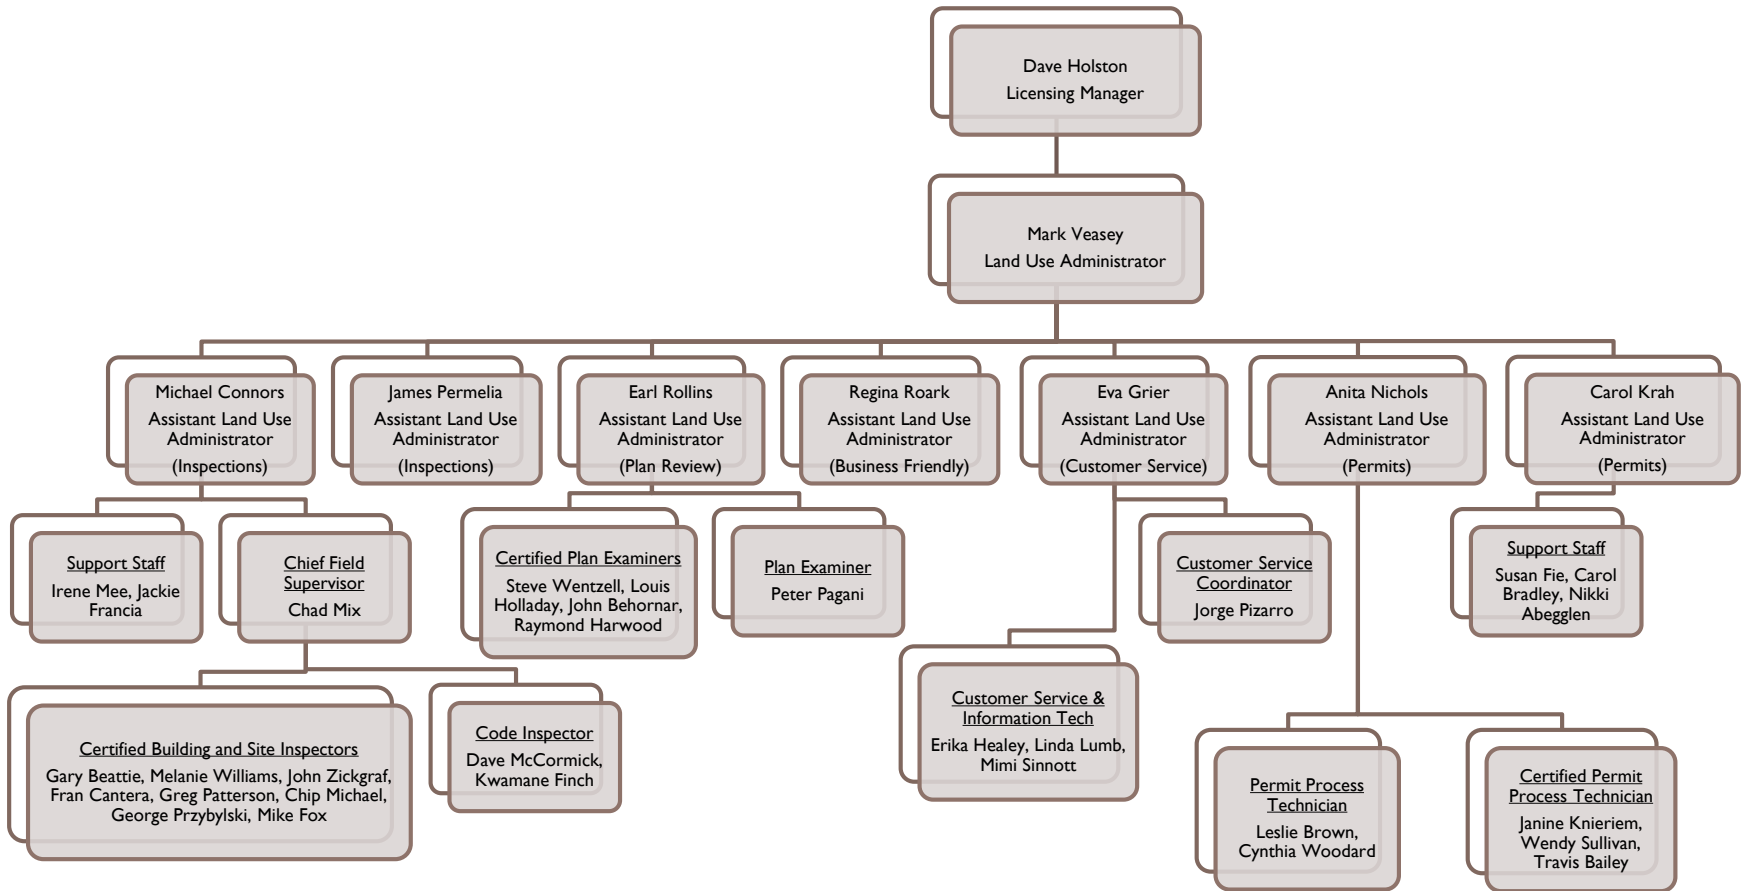 Dave Holston
Licensing Manager
Mark Veasey
Land Use Administrator
Michael Connors
Assistant Land Use
Administrator
(Inspections)
James Permelia
Assistant Land Use
Administrator
(Inspections)
Earl Rollins
Assistant Land Use
Administrator
(Plan Review)
Regina Roark
Assistant Land Use
Administrator
(Business Friendly)
Eva Grier
Assistant Land Use
Administrator
(Customer Service)
Anita Nichols
Assistant Land Use
Administrator
(Permits)
Carol Krah
Assistant Land Use
Administrator
(Permits)
Support Staff
Irene Mee, Jackie
Francia
Chief Field
Supervisor
Chad Mix
Certified Plan Examiners
Steve Wentzell, Louis
Holladay, John Behornar,
Raymond Harwood
Plan Examiner
Peter Pagani
Customer Service
Coordinator
Jorge Pizarro
Support Staff
Susan Fie, Carol
Bradley, Nikki
Abegglen
Certified Building and Site Inspectors
Gary Beattie, Melanie Williams, John Zickgraf,
Fran Cantera, Greg Patterson, Chip Michael,
George Przybylski, Mike Fox
Code Inspector
Dave McCormick,
Kwamane Finch
Customer Service &
Information Tech
Erika Healey, Linda Lumb,
Mimi Sinnott
Permit Process
Technician
Leslie Brown,
Cynthia Woodard
Certified Permit
Process Technician
Janine Knieriem,
Wendy Sullivan,
Travis Bailey